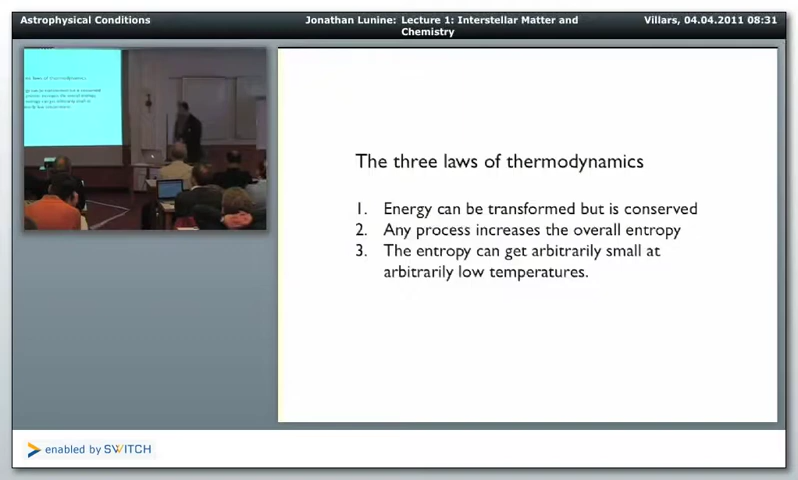 Astrophysical Conditions
Jonathan Lunine: Lecture 1: Interstellar Matter and
Chemistry
Villars, 04.04.2011 08:31
The three laws of thermodynamics
1. Energy can be transformed but is conserved
2. Any process increases the overall entropy
3. The entropy can get arbitrarily small at
arbitrarily low temperatures.
enabled by SWITCH